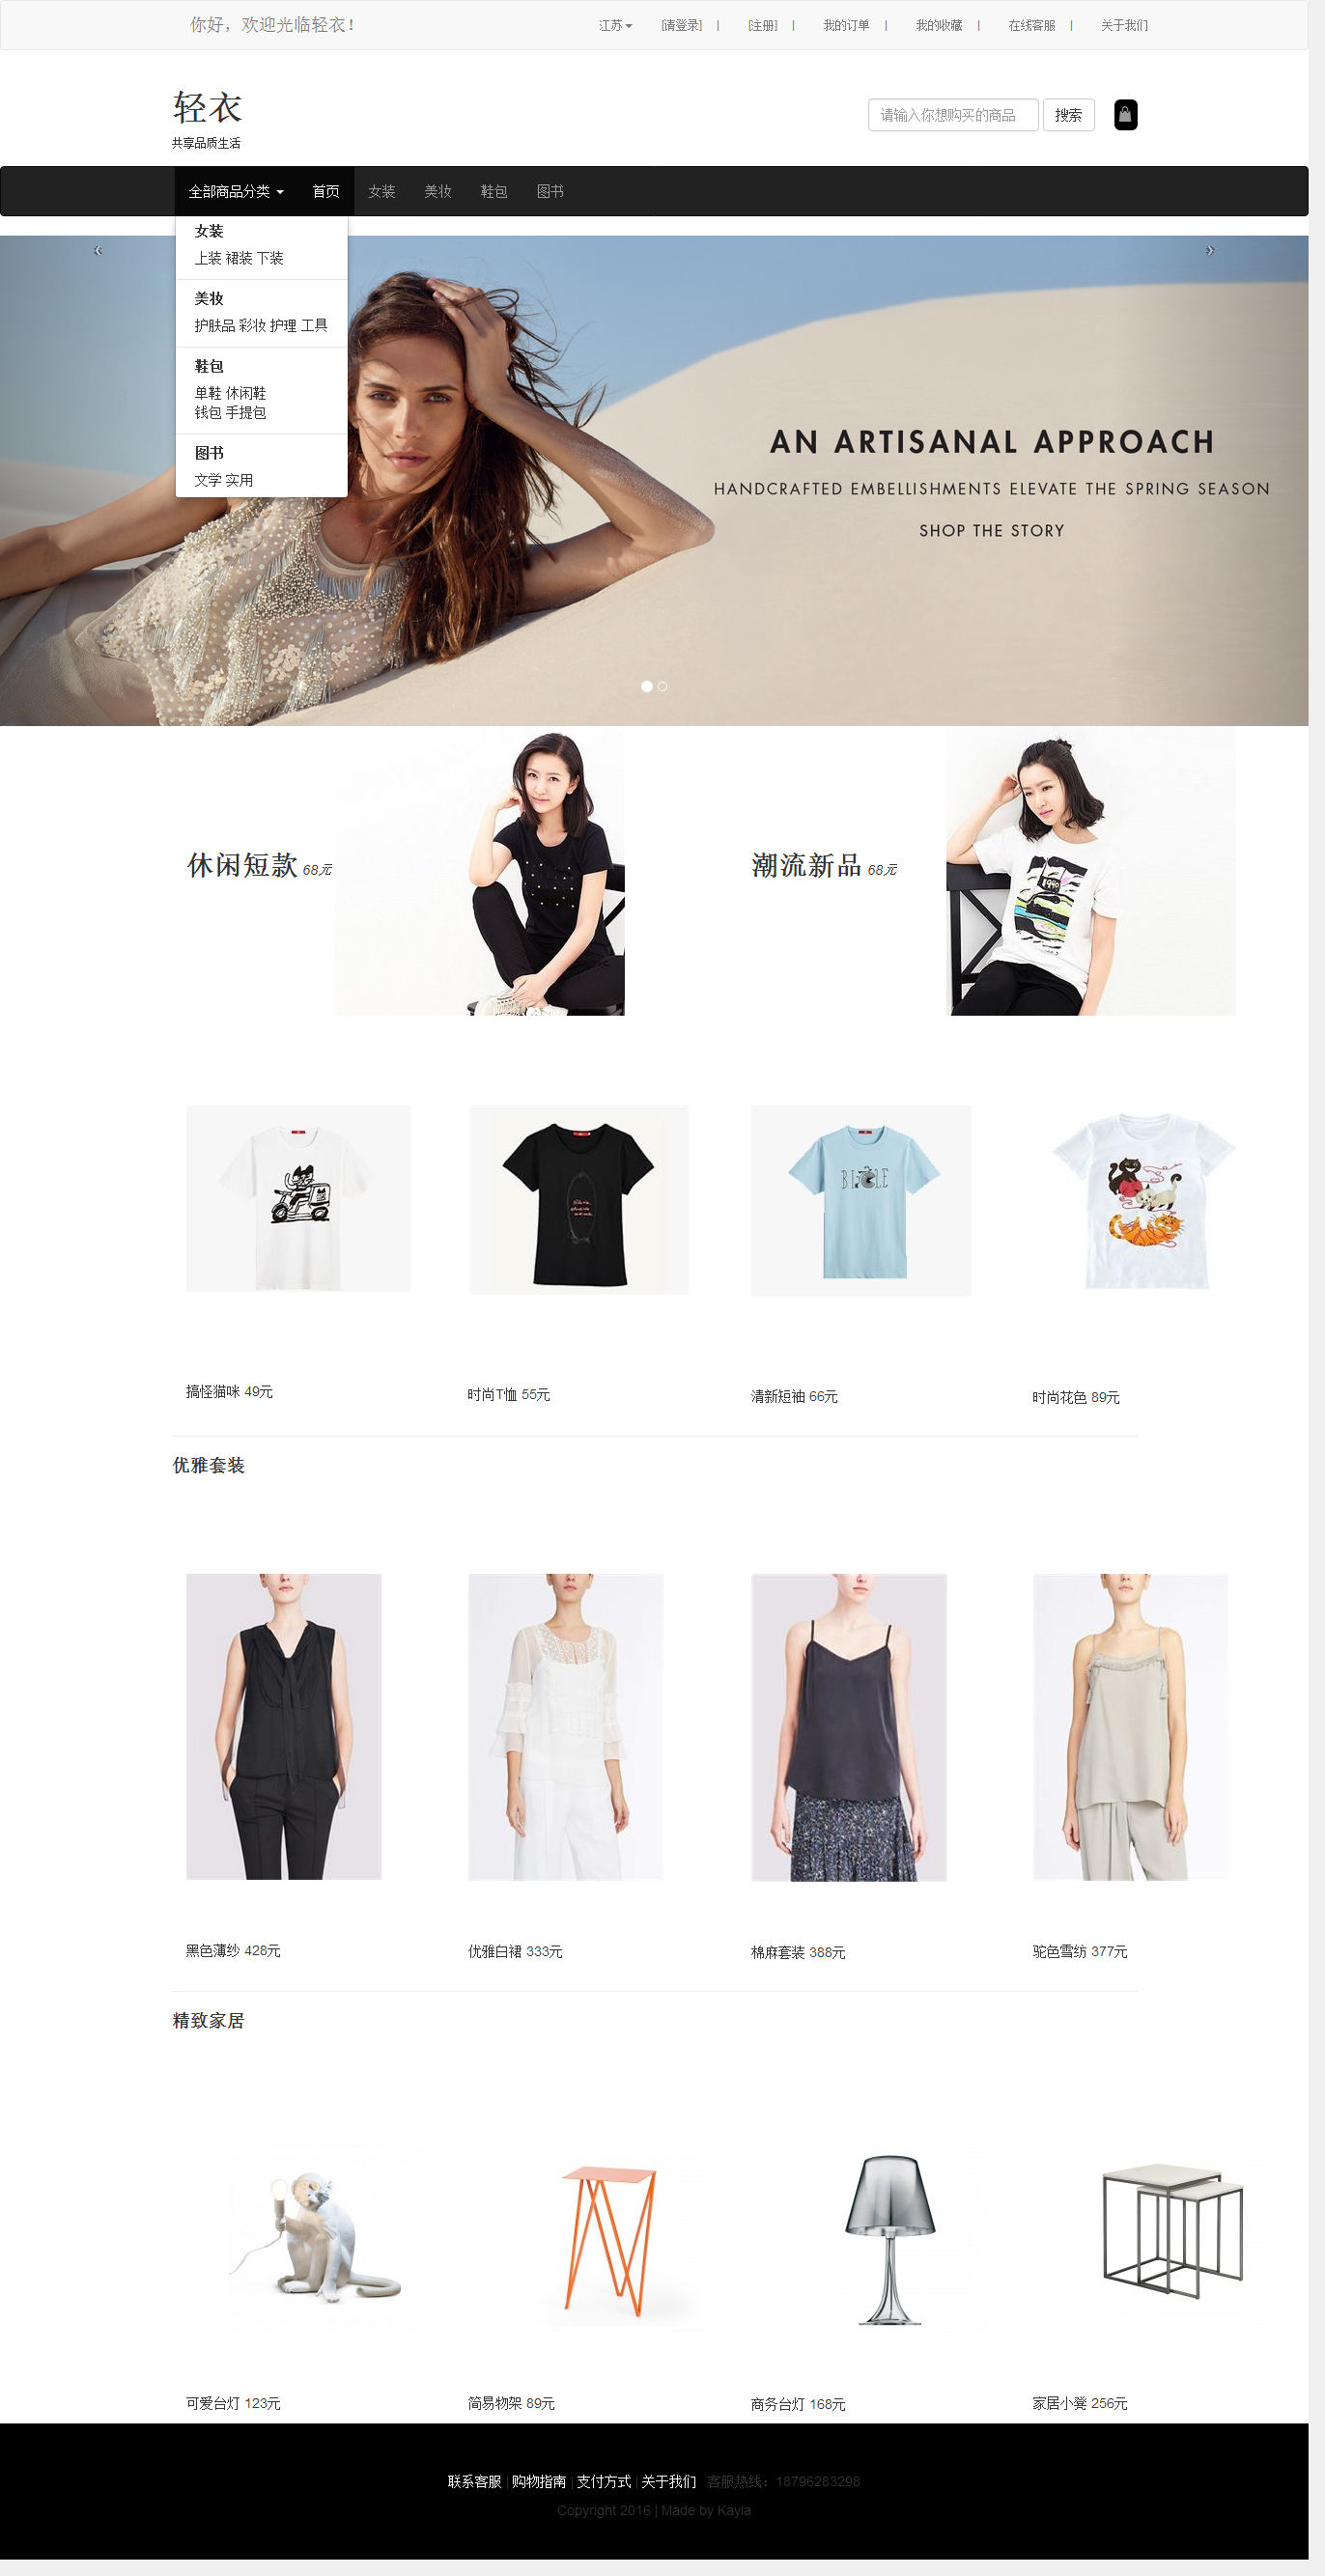 你好，欢迎光临轻衣！
江苏 [请登录] | [注册] | 我的订单 | 我的收藏 | 在线客服 | 关于我们
轻衣
共享品质生活
请输入你想购买的商品 搜索
全部商品分类 首页 女装 美妆 鞋包 图书
女装
上装 裙装 下装
美妆
护肤品 彩妆 护理 工具
鞋包
单鞋 休闲鞋
钱包 手提包
图书
文学 实用
«
»
AN ARTISANAL APPROACH
HANDCRAFTED EMBELLISHMENTS ELEVATE THE SPRING SEASON
SHOP THE STORY
休闲短款 68元
潮流新品 68元
搞怪猫咪 49元
时尚T恤 55元
清新短袖 66元
时尚花色 89元
优雅套装
黑色薄纱 428元
优雅白裙 333元
棉麻套装 388元
驼色雪纺 377元
精致家居
可爱台灯 123元
简易物架 89元
商务台灯 168元
家居小凳 256元
联系客服 | 购物指南 | 支付方式 | 关于我们 客服热线：18796283298
Copyright 2016 | Made by Kayla